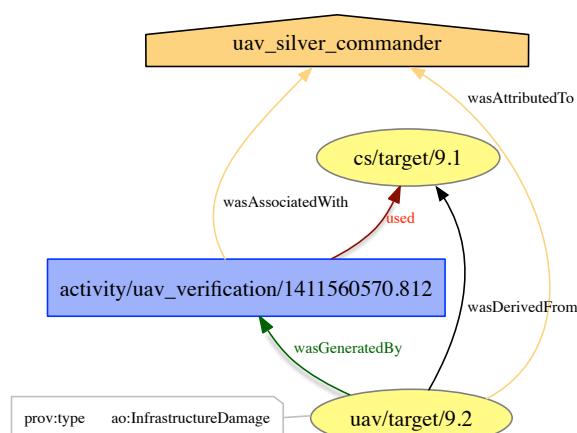 uav_silver_commander
wasAttributedTo
cs/target/9.1
wasAssociatedWith
used
activity/uav_verification/1411560570.812
wasDerivedFrom
wasGeneratedBy
prov:type ao:InfrastructureDamage
uav/target/9.2